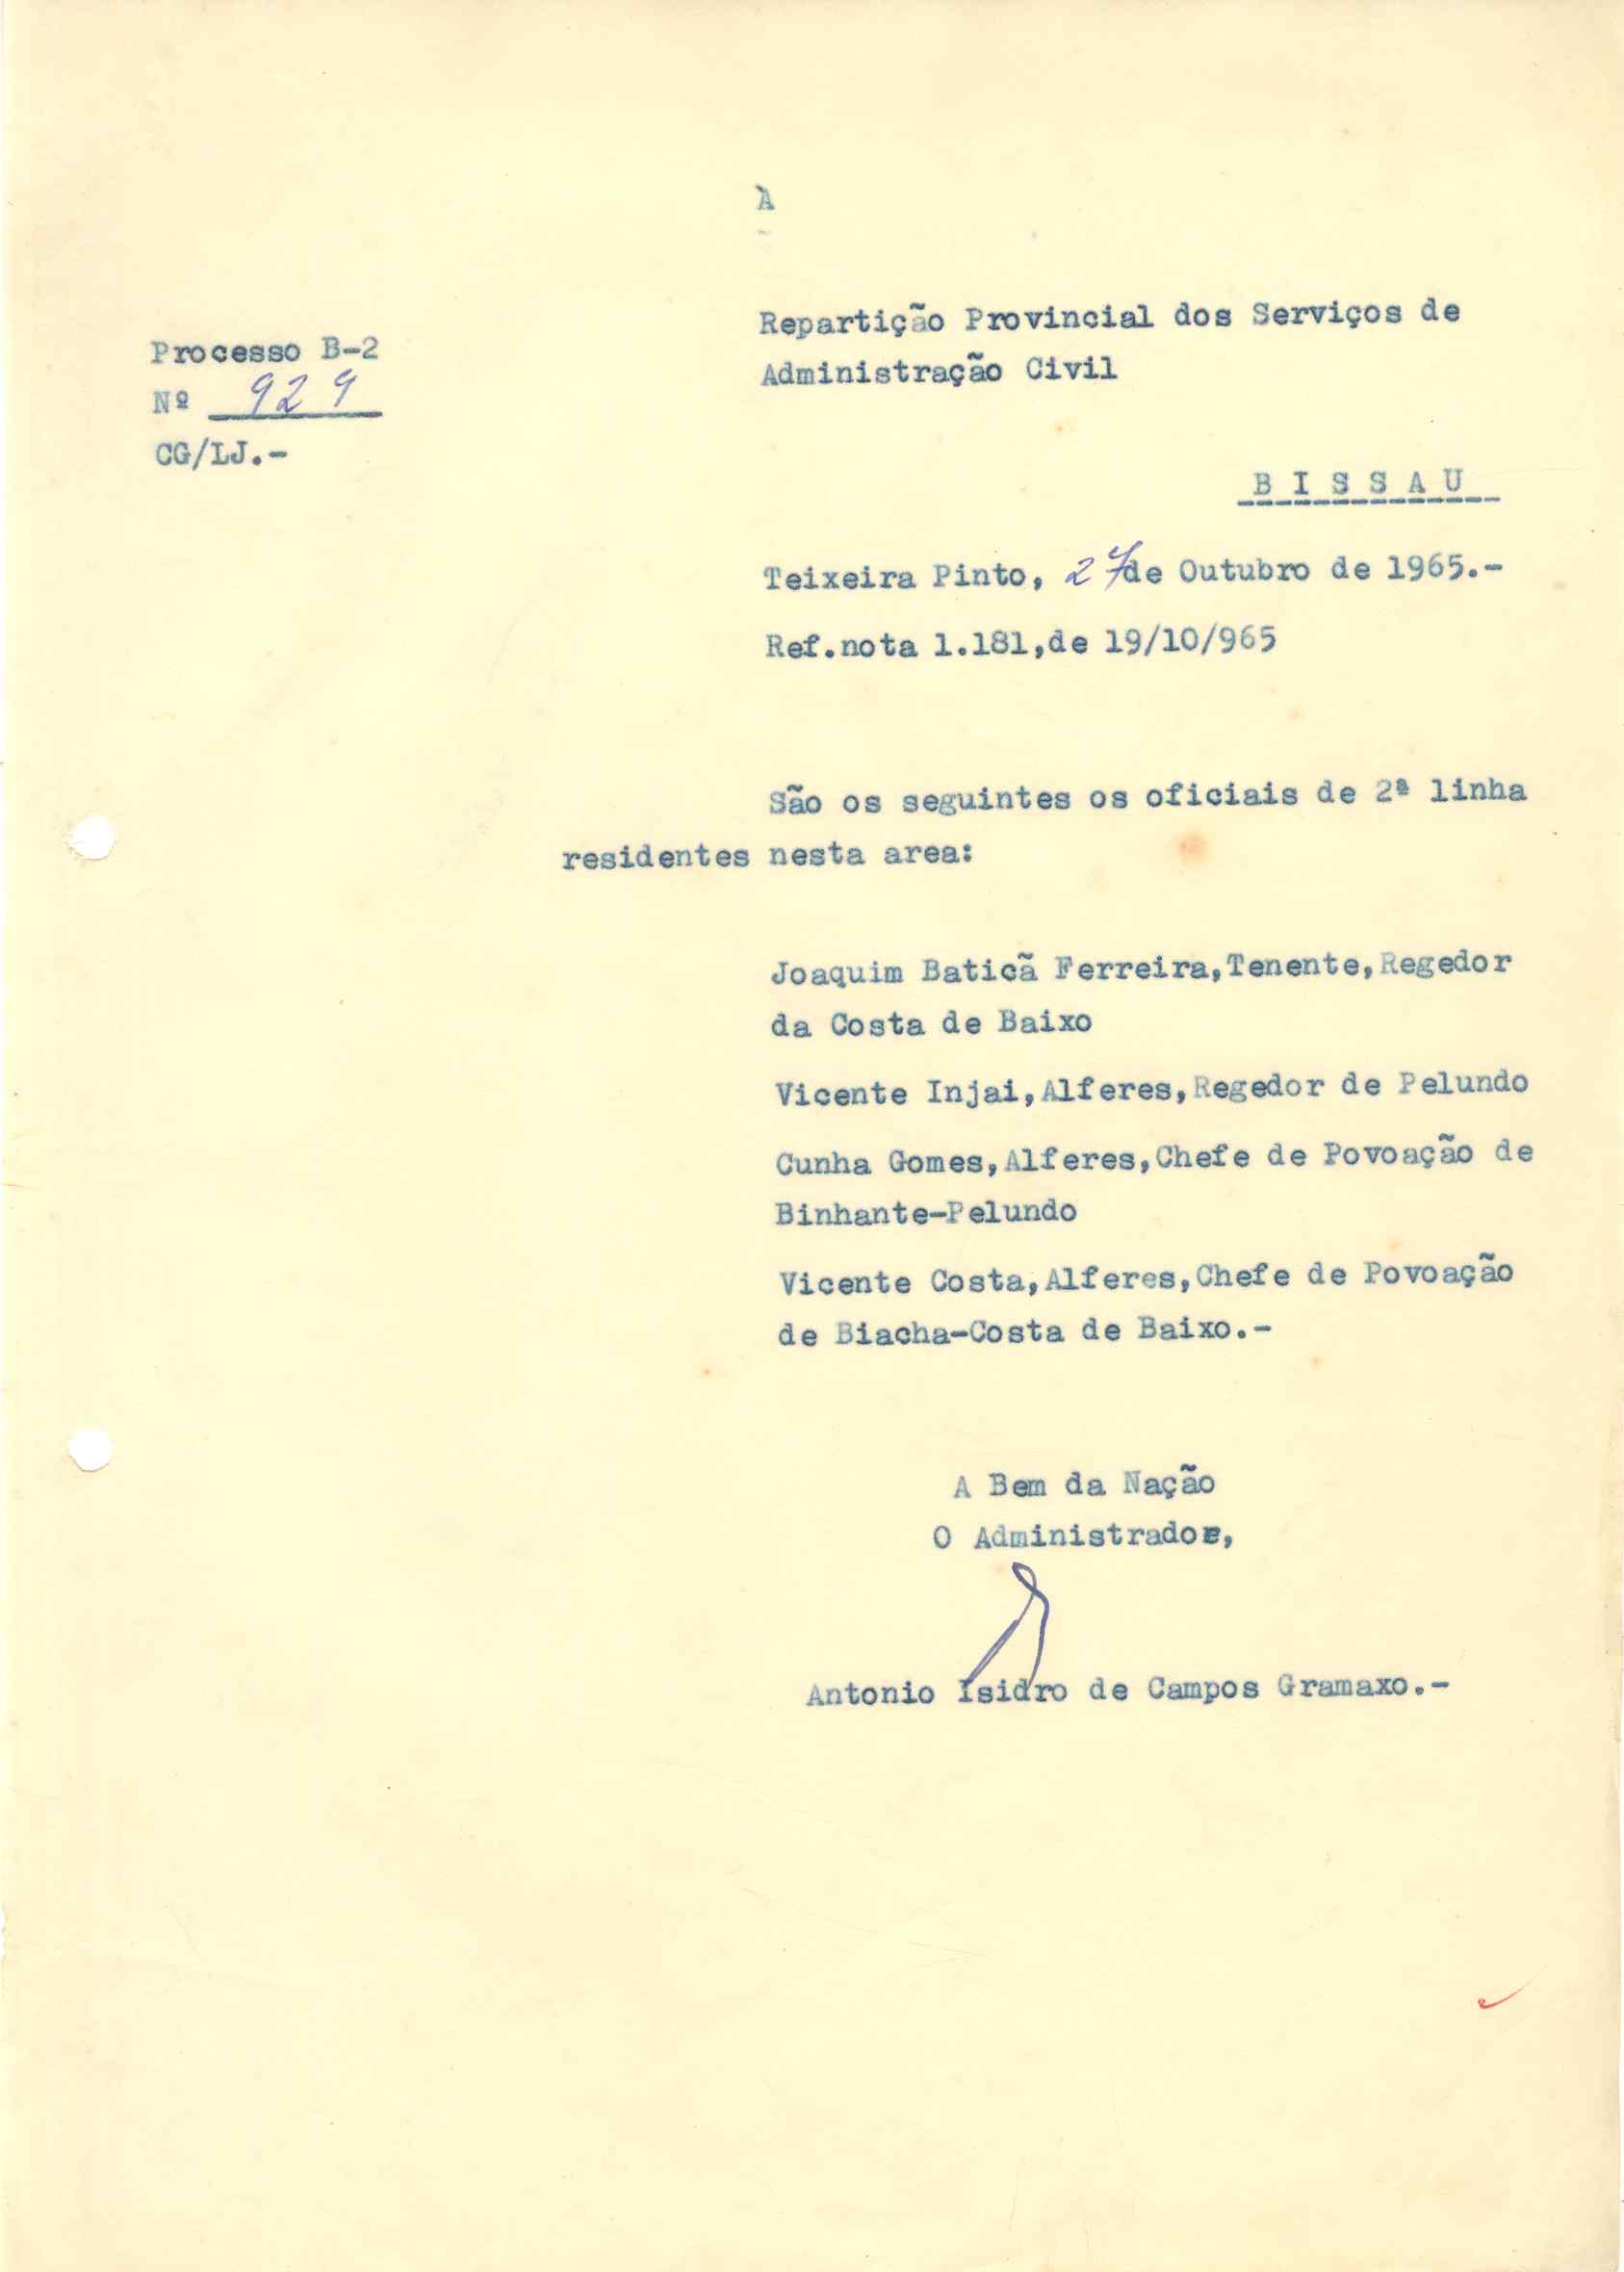 À
Repartição Provincial dos Serviços de
Administração Civil
Processo B-2
Nº 929
CG/LJ.-
B I S S A U
Teixeira Pinto, 27 de Outubro de 1965.-
Ref.nota 1.181,de 19/10/965
São os seguintes os oficiais de 2ª linha
residentes nesta area:
Joaquim Baticã Ferreira,Tenente,Regedor
da Costa de Baixo
Vicente Injai,Alferes,Regedor de Pelundo
Cunha Gomes,Alferes,Chefe de Povoação de
Binhante-Pelundo
Vicente Costa,Alferes,Chefe de Povoação
de Biacha-Costa de Baixo.-
A Bem da Nação
O Administrador,
Antonio Isidro de Campos Gramaxo.-